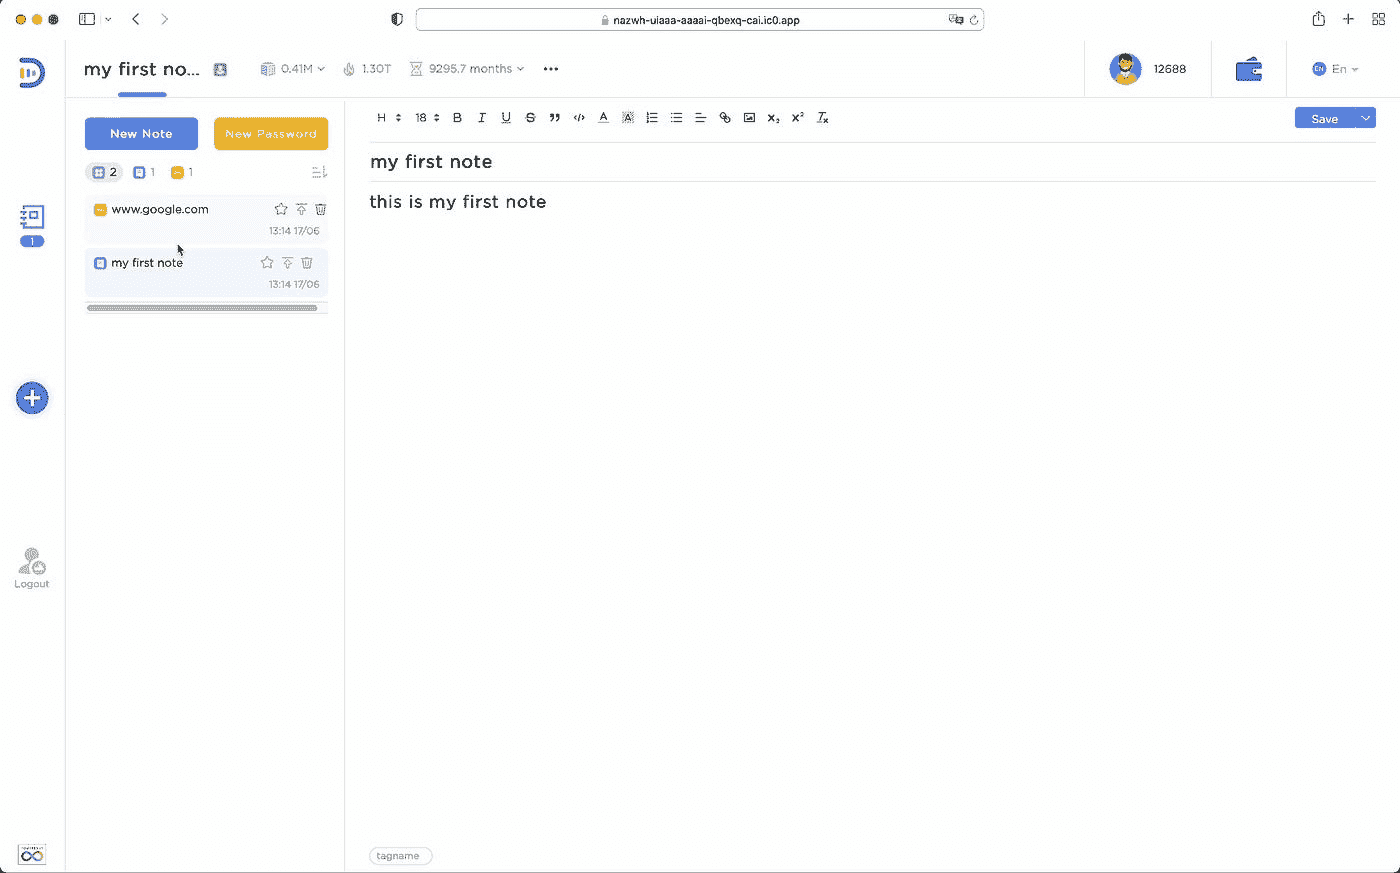 nazwh-uiaaa-aaaai-qbexq-cai.ic0.app
my first no...
0.41M
1.30T
9295.7 months
12688
EN
En
New Note
New Password
2
1
1
www.google.com
13:14 17/06
my first note
13:14 17/06
H
18
B
I
U
S
A
A
Save
my first note
this is my first note
1
Logout
tagname